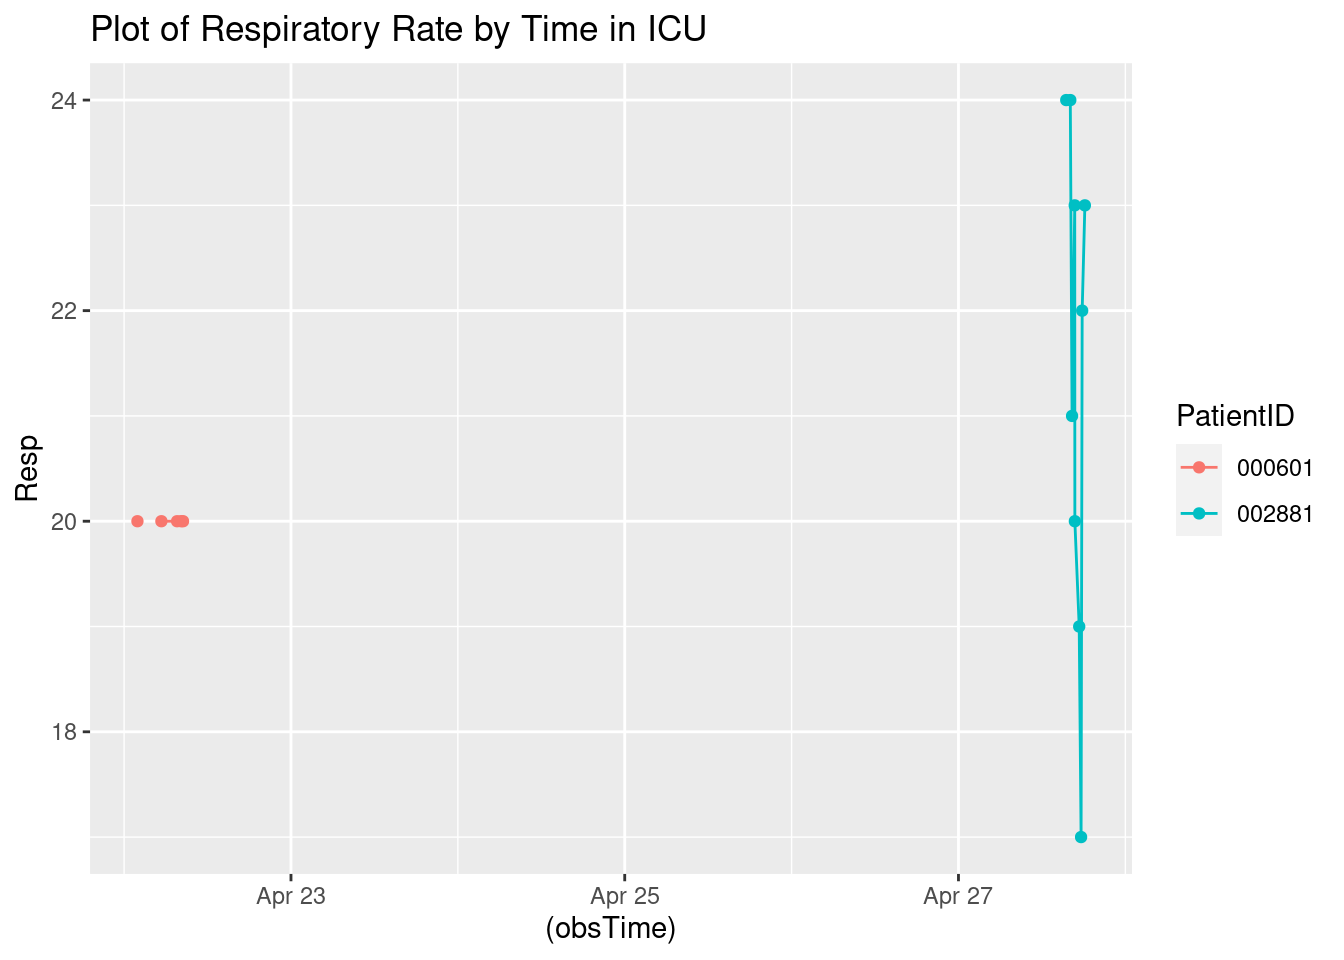 Plot of Respiratory Rate by Time in ICU
24
22
20
18
Resp
Apr 23
Apr 25
Apr 27
(obsTime)
PatientID
000601
002881